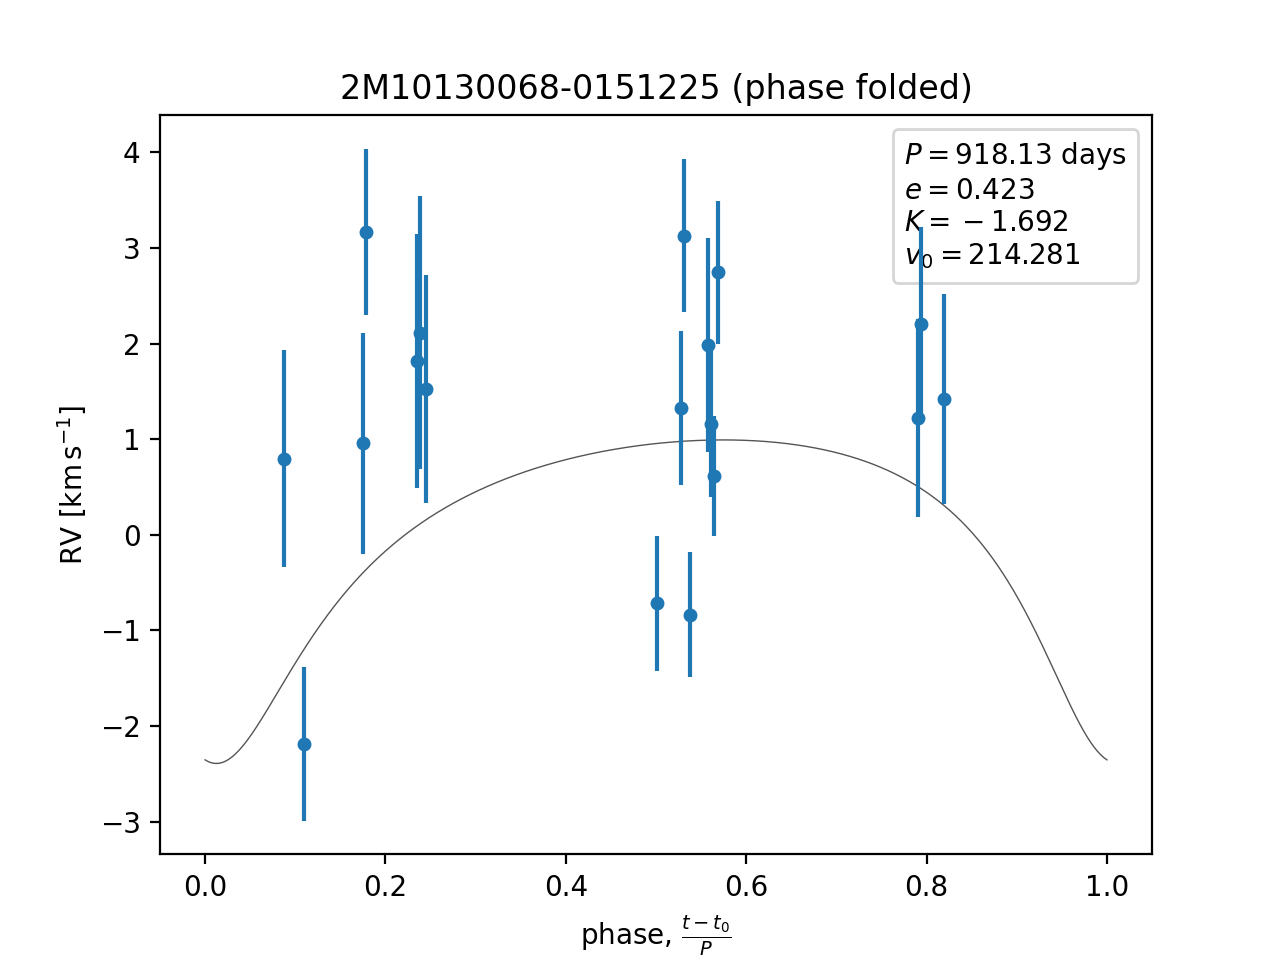 2M10130068-0151225 (phase folded)
P = 918.13 days
e = 0.423
K = −1.692
v₀ = 214.281
4
3
2
1
0
−1
−2
−3
RV [km s⁻¹]
0.0 0.2 0.4 0.6 0.8 1.0
phase, (t − t₀)/P